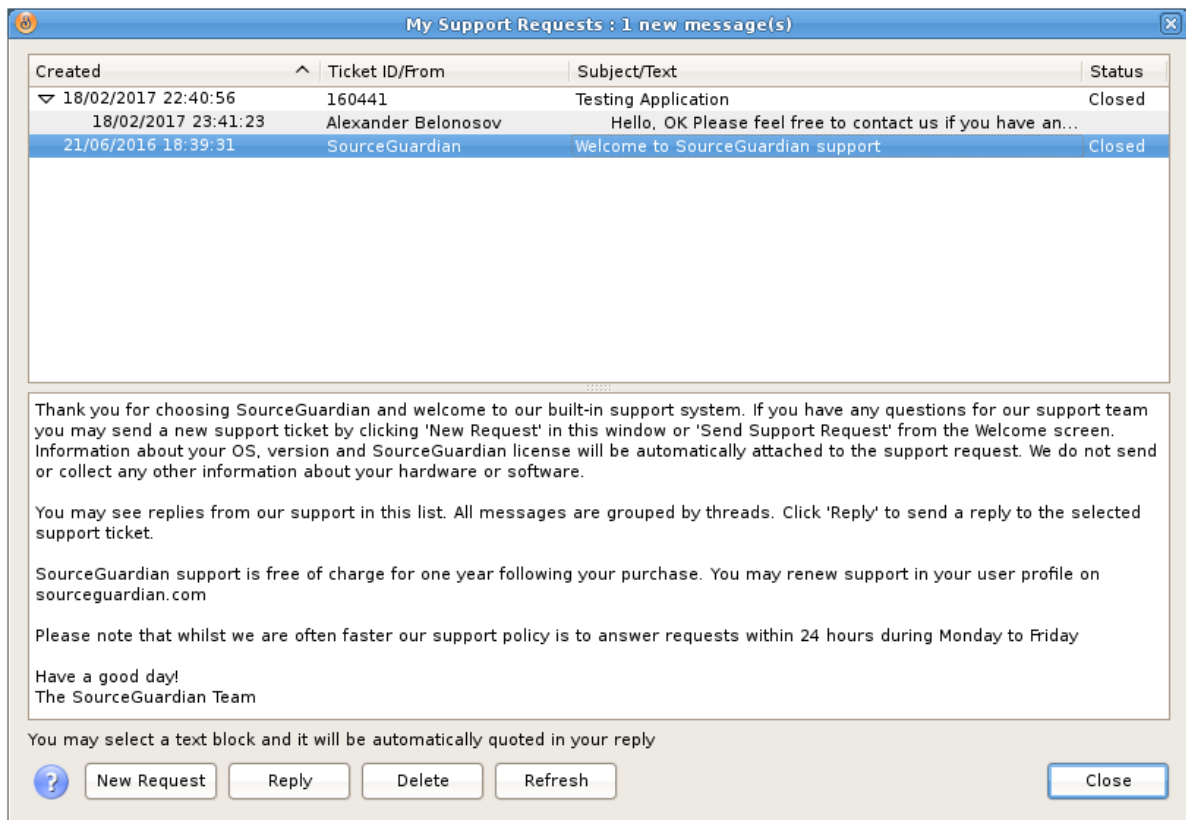 My Support Requests : 1 new message(s)
Created Ticket ID/From Subject/Text Status
18/02/2017 22:40:56 160441 Testing Application Closed
18/02/2017 23:41:23 Alexander Belonosov Hello, OK Please feel free to contact us if you have an...
21/06/2016 18:39:31 SourceGuardian Welcome to SourceGuardian support Closed
Thank you for choosing SourceGuardian and welcome to our built-in support system. If you have any questions for our support team
you may send a new support ticket by clicking 'New Request' in this window or 'Send Support Request' from the Welcome screen.
Information about your OS, version and SourceGuardian license will be automatically attached to the support request. We do not send
or collect any other information about your hardware or software.
You may see replies from our support in this list. All messages are grouped by threads. Click 'Reply' to send a reply to the selected
support ticket.
SourceGuardian support is free of charge for one year following your purchase. You may renew support in your user profile on
sourceguardian.com
Please note that whilst we are often faster our support policy is to answer requests within 24 hours during Monday to Friday
Have a good day!
The SourceGuardian Team
You may select a text block and it will be automatically quoted in your reply
? New Request Reply Delete Refresh Close